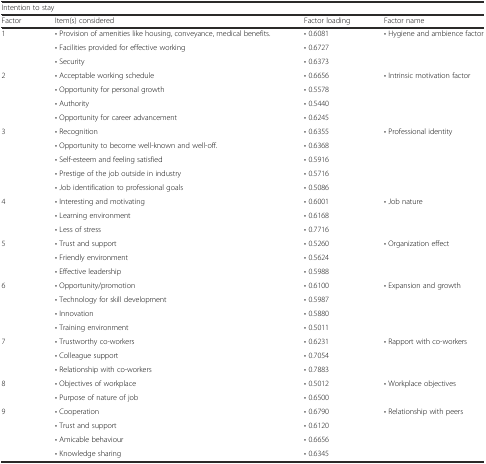 Intention to stay
Factor Item(s) considered Factor loading Factor name
1 • Provision of amenities like housing, conveyance, medical benefits. • 0.6081 • Hygiene and ambience factor
• Facilities provided for effective working • 0.6727
• Security • 0.6373
2 • Acceptable working schedule • 0.6656 • Intrinsic motivation factor
• Opportunity for personal growth • 0.5578
• Authority • 0.5440
• Opportunity for career advancement • 0.6245
3 • Recognition • 0.6355 • Professional identity
• Opportunity to become well-known and well-off. • 0.6368
• Self-esteem and feeling satisfied • 0.5916
• Prestige of the job outside in industry • 0.5716
• Job identification to professional goals • 0.5086
4 • Interesting and motivating • 0.6001 • Job nature
• Learning environment • 0.6168
• Less of stress • 0.7716
5 • Trust and support • 0.5260 • Organization effect
• Friendly environment • 0.5624
• Effective leadership • 0.5988
6 • Opportunity/promotion • 0.6100 • Expansion and growth
• Technology for skill development • 0.5987
• Innovation • 0.5880
• Training environment • 0.5011
7 • Trustworthy co-workers • 0.6231 • Rapport with co-workers
• Colleague support • 0.7054
• Relationship with co-workers • 0.7883
8 • Objectives of workplace • 0.5012 • Workplace objectives
• Purpose of nature of job • 0.6500
9 • Cooperation • 0.6790 • Relationship with peers
• Trust and support • 0.6120
• Amicable behaviour • 0.6656
• Knowledge sharing • 0.6345